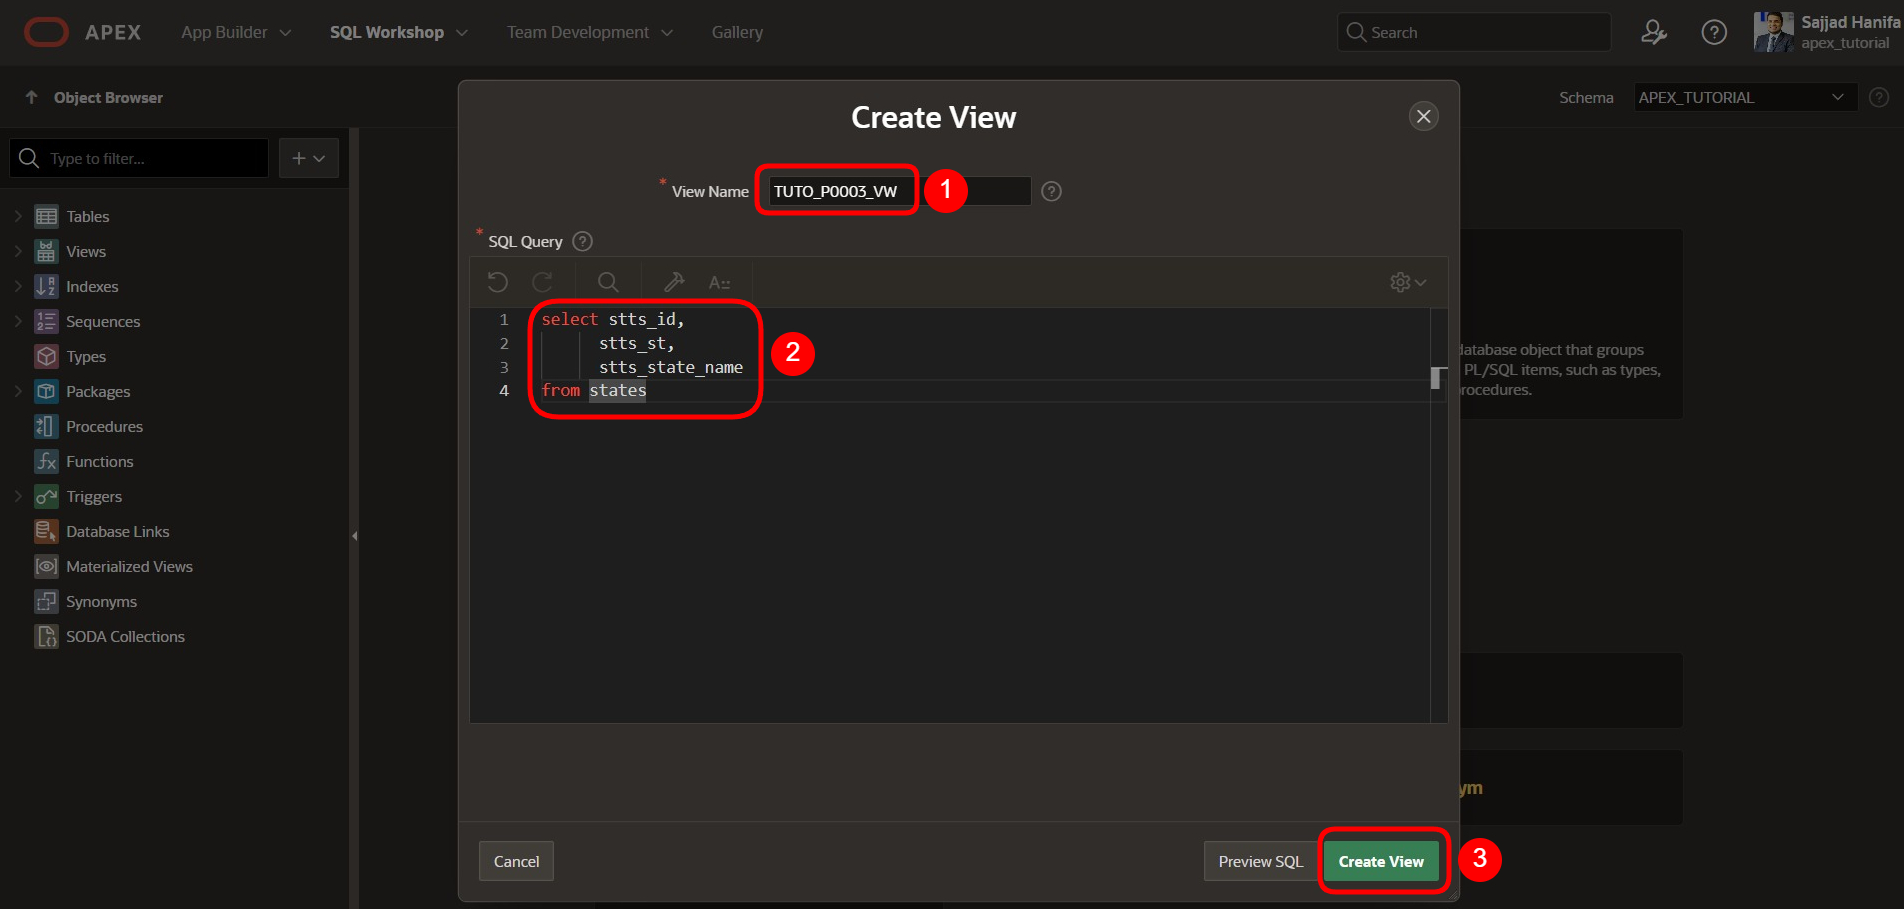 APEX
App Builder
SQL Workshop
Team Development
Gallery
Search
Sajjad Hanifa
apex_tutorial
Object Browser
Schema
APEX_TUTORIAL
Type to filter...
Tables
Views
Indexes
Sequences
Types
Packages
Procedures
Functions
Triggers
Database Links
Materialized Views
Synonyms
SODA Collections
Create View
* View Name
TUTO_P0003_VW
1
* SQL Query
1 select stts_id,
2 stts_st,
3 stts_state_name
4 from states
2
database object that groups
PL/SQL items, such as types,
rocedures.
ym
Cancel
Preview SQL
Create View
3